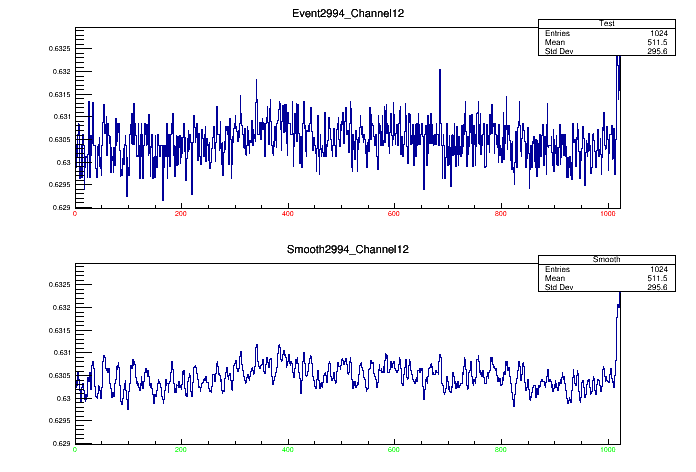 Event2994_Channel12
Test
Entries 1024
Mean 511.5
Std Dev 295.6
0.6325
0.632
0.6315
0.631
0.6305
0.63
0.6295
0.629
0 200 400 600 800 1000
Smooth2994_Channel12
Smooth
Entries 1024
Mean 511.5
Std Dev 295.6
0.6325
0.632
0.6315
0.631
0.6305
0.63
0.6295
0.629
0 200 400 600 800 1000